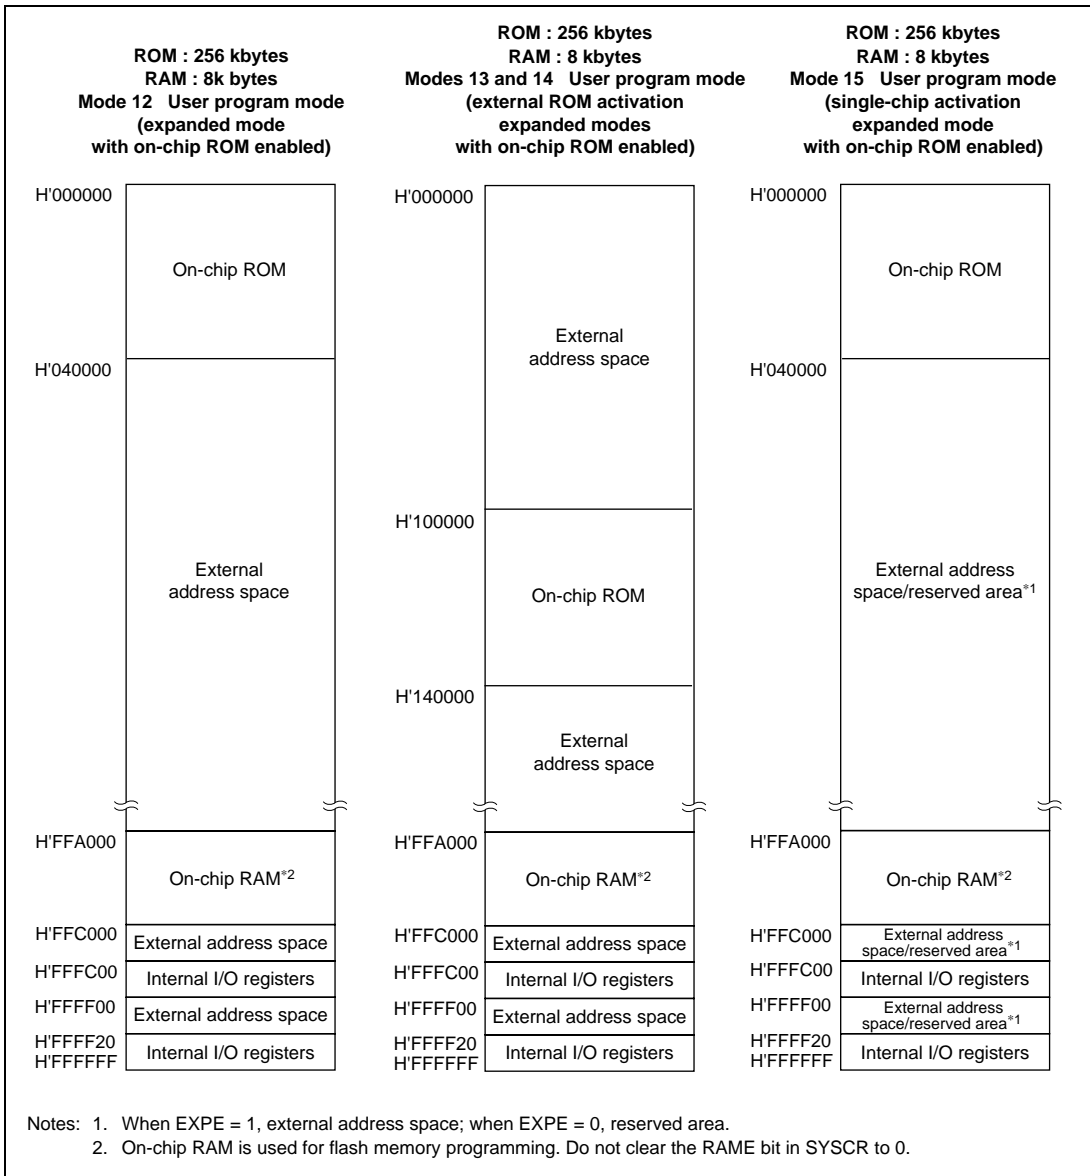 ROM : 256 kbytes
RAM : 8k bytes
Mode 12 User program mode
(expanded mode
with on-chip ROM enabled)
H'000000
On-chip ROM
H'040000
External
address space
H'FFA000
On-chip RAM*2
H'FFC000
External address space
H'FFFC00
Internal I/O registers
H'FFFF00
External address space
H'FFFF20
Internal I/O registers
H'FFFFFF
ROM : 256 kbytes
RAM : 8 kbytes
Modes 13 and 14 User program mode
(external ROM activation
expanded modes
with on-chip ROM enabled)
H'000000
External
address space
H'100000
On-chip ROM
H'140000
External
address space
H'FFA000
On-chip RAM*2
H'FFC000
External address space
H'FFFC00
Internal I/O registers
H'FFFF00
External address space
H'FFFF20
Internal I/O registers
H'FFFFFF
ROM : 256 kbytes
RAM : 8 kbytes
Mode 15 User program mode
(single-chip activation
expanded mode
with on-chip ROM enabled)
H'000000
On-chip ROM
H'040000
External address
space/reserved area*1
H'FFA000
On-chip RAM*2
H'FFC000
External address
space/reserved area*1
H'FFFC00
Internal I/O registers
H'FFFF00
External address
space/reserved area*1
H'FFFF20
Internal I/O registers
H'FFFFFF
Notes: 1. When EXPE = 1, external address space; when EXPE = 0, reserved area.
2. On-chip RAM is used for flash memory programming. Do not clear the RAME bit in SYSCR to 0.